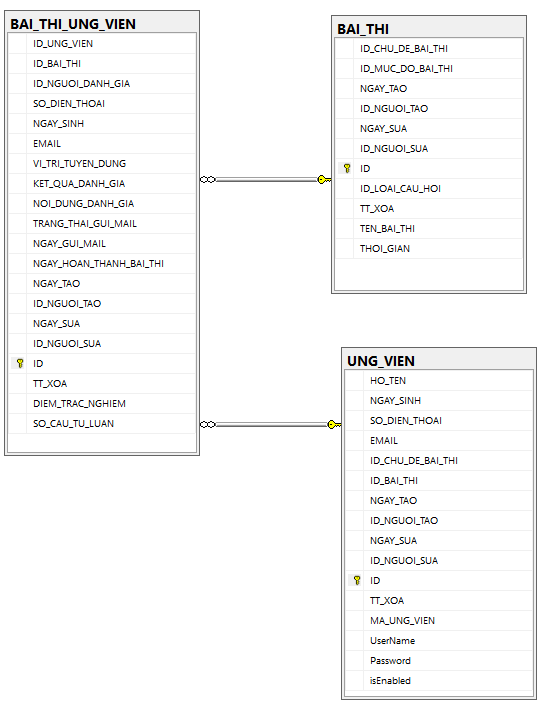 BAI_THI_UNG_VIEN
ID_UNG_VIEN
ID_BAI_THI
ID_NGUOI_DANH_GIA
SO_DIEN_THOAI
NGAY_SINH
EMAIL
VI_TRI_TUYEN_DUNG
KET_QUA_DANH_GIA
NOI_DUNG_DANH_GIA
TRANG_THAI_GUI_MAIL
NGAY_GUI_MAIL
NGAY_HOAN_THANH_BAI_THI
NGAY_TAO
ID_NGUOI_TAO
NGAY_SUA
ID_NGUOI_SUA
ID
TT_XOA
DIEM_TRAC_NGHIEM
SO_CAU_TU_LUAN
BAI_THI
ID_CHU_DE_BAI_THI
ID_MUC_DO_BAI_THI
NGAY_TAO
ID_NGUOI_TAO
NGAY_SUA
ID_NGUOI_SUA
ID
ID_LOAI_CAU_HOI
TT_XOA
TEN_BAI_THI
THOI_GIAN
UNG_VIEN
HO_TEN
NGAY_SINH
SO_DIEN_THOAI
EMAIL
ID_CHU_DE_BAI_THI
ID_BAI_THI
NGAY_TAO
ID_NGUOI_TAO
NGAY_SUA
ID_NGUOI_SUA
ID
TT_XOA
MA_UNG_VIEN
UserName
Password
isEnabled